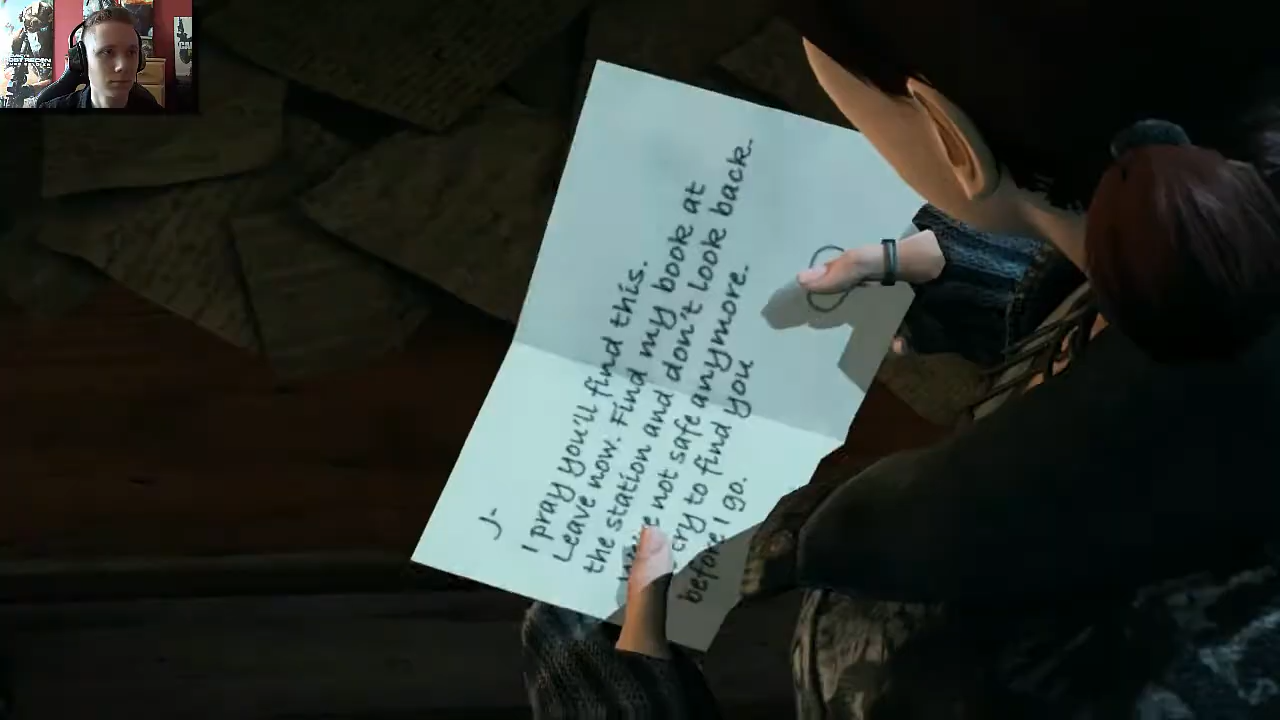 J-
I pray you'll find this.
Leave now. Find my book at
the station and don't look back.
not safe anymore.
to find you
before I go.